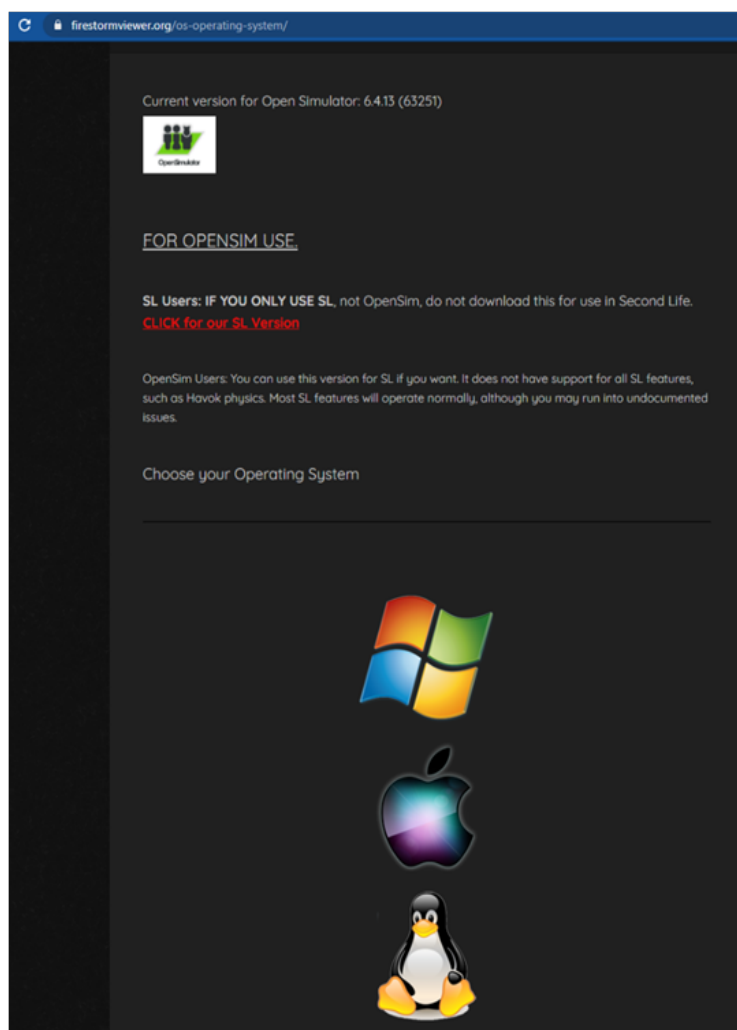 firestormviewer.org/os-operating-system/
Current version for Open Simulator: 6.4.13 (63251)
OpenSimulator
FOR OPENSIM USE.
SL Users: IF YOU ONLY USE SL, not OpenSim, do not download this for use in Second Life.
CLICK for our SL Version
OpenSim Users: You can use this version for SL if you want. It does not have support for all SL features,
such as Havok physics. Most SL features will operate normally, although you may run into undocumented
issues.
Choose your Operating System